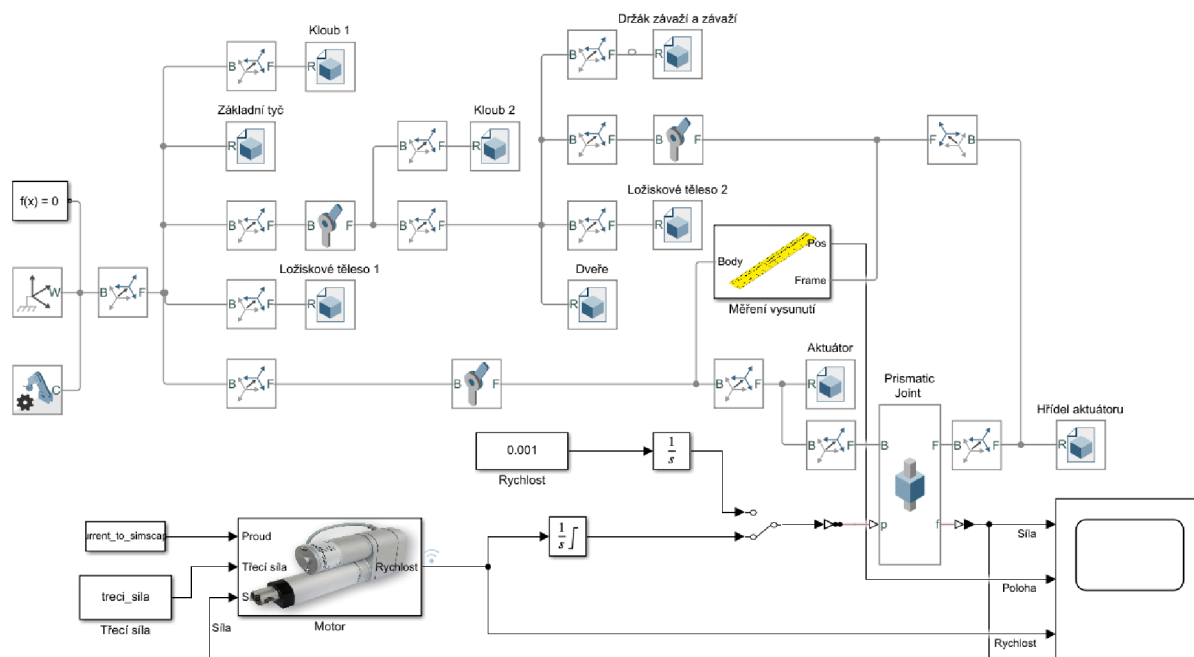 Držák závaží a závaží
Kloub 1
B F R
B F R
Základní tyč
Kloub 2
R
B F R
B F B F
F B
f(x) = 0
Ložiskové těleso 2
B F B F B F
B F R
Body
Pos
Frame
Měření vysunutí
W
B F
Ložiskové těleso 1
B F R
Dveře
R
C
B F B F B F
Aktuátor
R
Prismatic
Joint
Hřídel aktuátoru
B F B F B F R
0.001
Rychlost
1
s
1
s
p f
urrent_to_simscap
Proud
treci_sila
Třecí síla
Třecí síla
Rychlost
Síla
Motor
Síla
Poloha
Rychlost